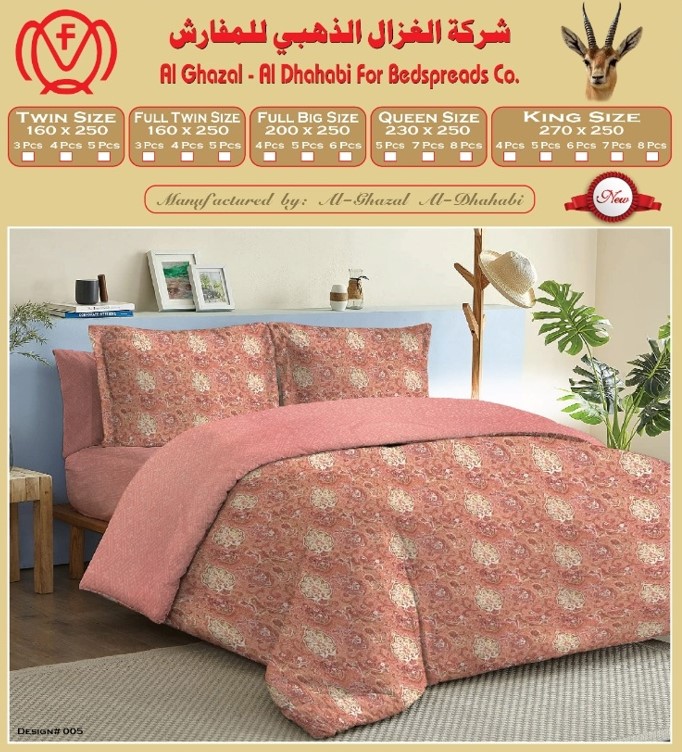 شركة الغزال الذهبي للمفارش
Al Ghazal - Al Dhahabi For Bedspreads Co.
Twin Size
160 x 250
3 Pcs 4 Pcs 5 Pcs
Full Twin Size
160 x 250
3 Pcs 4 Pcs 5 Pcs
Full Big Size
200 x 250
4 Pcs 5 Pcs 6 Pcs
Queen Size
230 x 250
5 Pcs 7 Pcs 8 Pcs
King Size
270 x 250
4 Pcs 5 Pcs 6 Pcs 7 Pcs 8 Pcs
Manufactured by: Al-Ghazal Al-Dhahabi
New
Design# 005